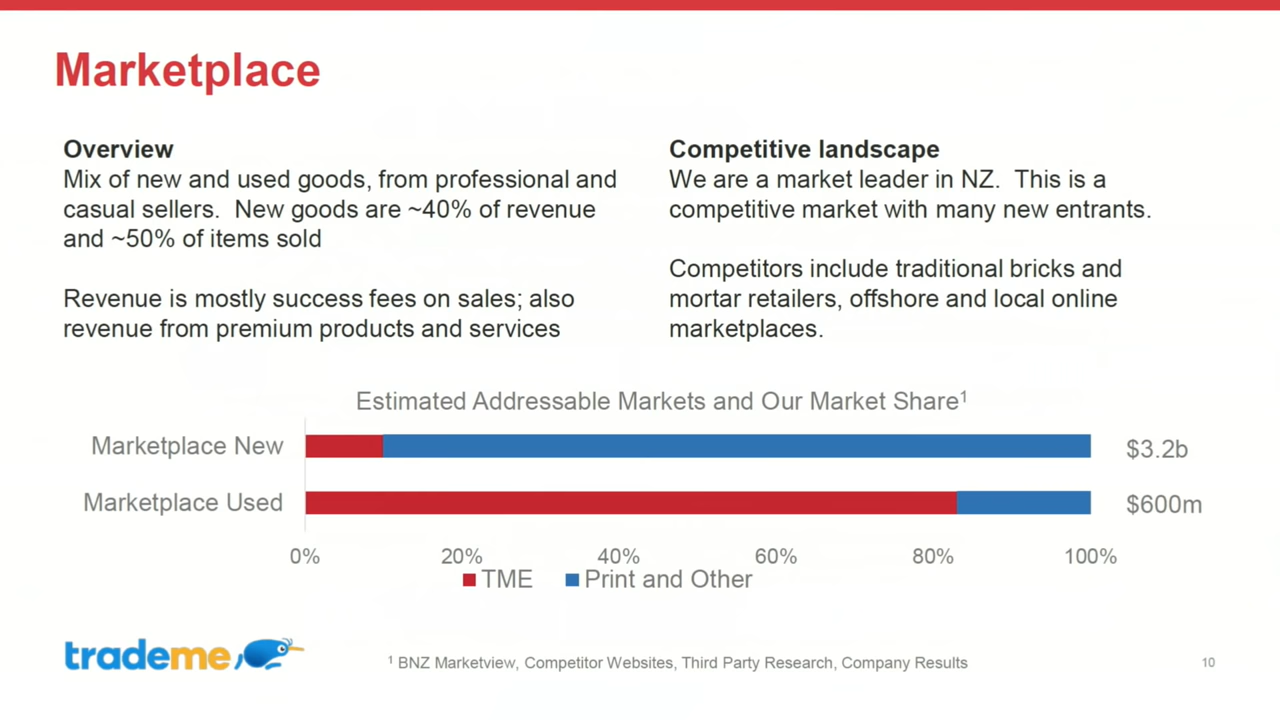 Marketplace
Overview
Mix of new and used goods, from professional and
casual sellers.  New goods are ~40% of revenue
and ~50% of items sold
Revenue is mostly success fees on sales; also
revenue from premium products and services
Competitive landscape
We are a market leader in NZ.  This is a
competitive market with many new entrants.
Competitors include traditional bricks and
mortar retailers, offshore and local online
marketplaces.
Estimated Addressable Markets and Our Market Share¹
Marketplace New $3.2b
Marketplace Used $600m
0% 20% 40% 60% 80% 100%
TME Print and Other
trademe
¹ BNZ Marketview, Competitor Websites, Third Party Research, Company Results
10